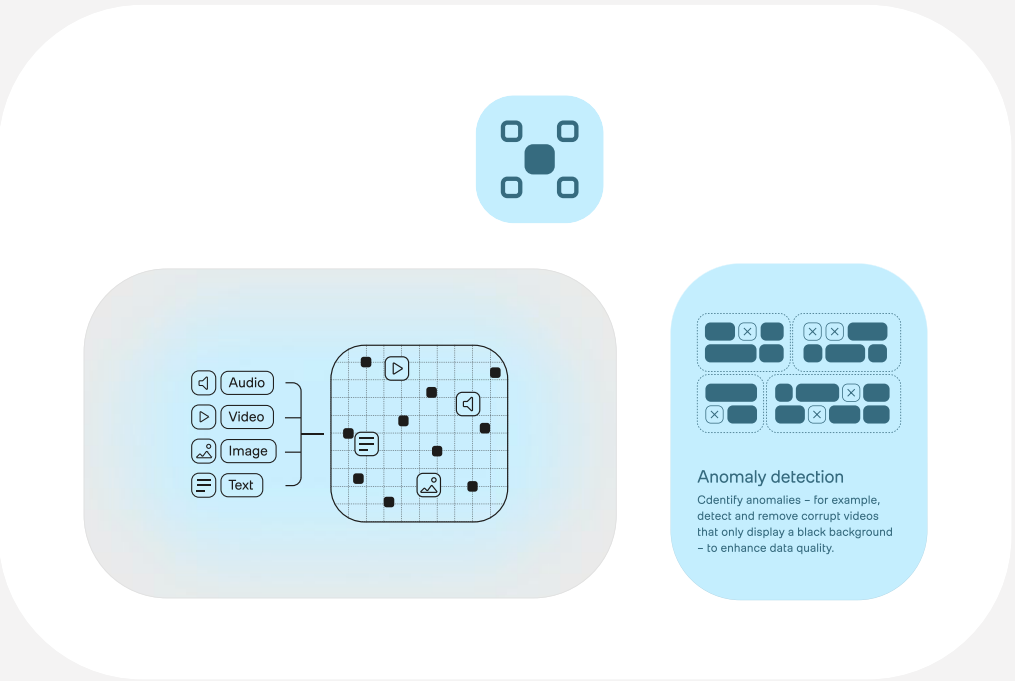 Audio
Video
Image
Text
Anomaly detection
Cdentify anomalies – for example,
detect and remove corrupt videos
that only display a black background
– to enhance data quality.